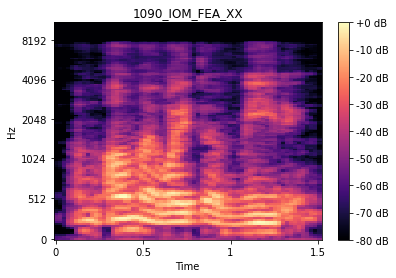 1090_IOM_FEA_XX
+0 dB
8192
-10 dB
4096
-20 dB
-30 dB
2048
Hz
-40 dB
1024
-50 dB
512
-60 dB
-70 dB
0
-80 dB
0 0.5 1 1.5
Time